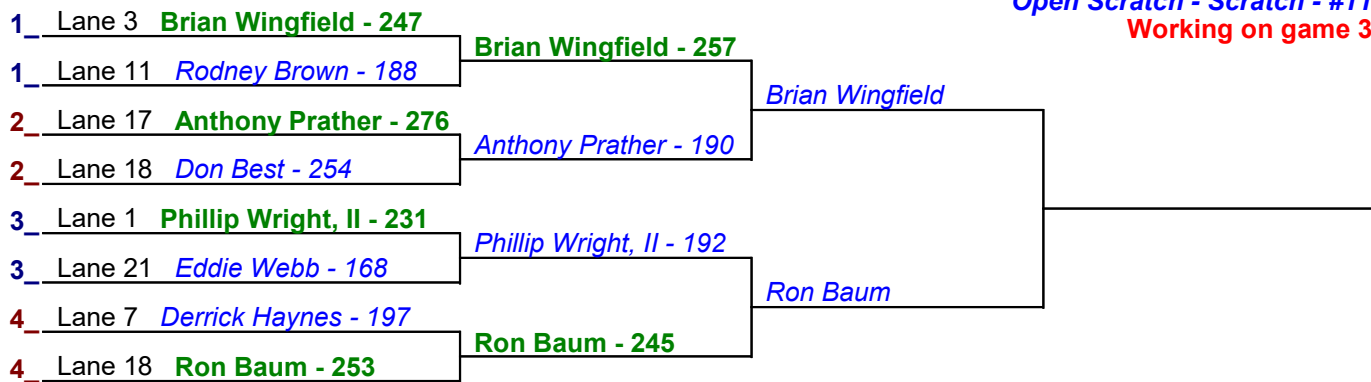 Open Scratch - Scratch - #11
Working on game 3
1_ Lane 3 Brian Wingfield - 247
Brian Wingfield - 257
1_ Lane 11 Rodney Brown - 188
Brian Wingfield
2_ Lane 17 Anthony Prather - 276
Anthony Prather - 190
2_ Lane 18 Don Best - 254
3_ Lane 1 Phillip Wright, II - 231
Phillip Wright, II - 192
3_ Lane 21 Eddie Webb - 168
Ron Baum
4_ Lane 7 Derrick Haynes - 197
Ron Baum - 245
4_ Lane 18 Ron Baum - 253